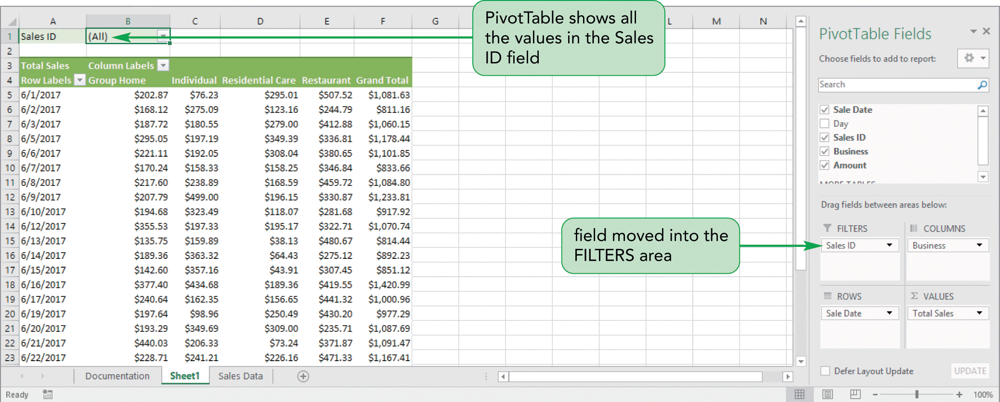 A B C D E F G L M N
1 Sales ID (All)
2
3 Total Sales Column Labels
4 Row Labels Group Home Individual Residential Care Restaurant Grand Total
5 6/1/2017 $202.87 $76.23 $295.01 $507.52 $1,081.63
6 6/2/2017 $168.12 $275.09 $123.16 $244.79 $811.16
7 6/3/2017 $187.72 $180.55 $279.00 $412.88 $1,060.15
8 6/5/2017 $295.05 $197.19 $349.39 $336.81 $1,178.44
9 6/6/2017 $221.11 $192.05 $308.04 $380.65 $1,101.85
10 6/7/2017 $170.24 $158.33 $158.25 $346.84 $833.66
11 6/8/2017 $217.60 $238.89 $168.59 $459.72 $1,084.80
12 6/9/2017 $207.79 $499.00 $196.15 $330.87 $1,233.81
13 6/10/2017 $194.68 $323.49 $118.07 $281.68 $917.92
14 6/12/2017 $355.53 $197.33 $195.17 $322.71 $1,070.74
15 6/13/2017 $135.75 $159.89 $38.13 $480.67 $814.44
16 6/14/2017 $189.36 $363.32 $64.43 $275.12 $892.23
17 6/15/2017 $142.60 $357.16 $43.91 $307.45 $851.12
18 6/16/2017 $377.40 $434.68 $189.36 $419.55 $1,420.99
19 6/17/2017 $240.64 $162.35 $156.65 $441.32 $1,000.96
20 6/19/2017 $197.64 $98.96 $250.49 $430.20 $977.29
21 6/20/2017 $193.29 $349.69 $309.00 $235.71 $1,087.69
22 6/21/2017 $440.03 $206.33 $73.24 $371.87 $1,091.47
23 6/22/2017 $228.71 $241.21 $226.16 $471.33 $1,167.41
Documentation Sheet1 Sales Data
Ready
100%
PivotTable shows all
the values in the Sales
ID field
field moved into the
FILTERS area
PivotTable Fields
Choose fields to add to report:
Search
Sale Date
Day
Sales ID
Business
Amount
MORE TABLES
Drag fields between areas below:
FILTERS COLUMNS
Sales ID Business
ROWS Σ VALUES
Sale Date Total Sales
Defer Layout Update UPDATE